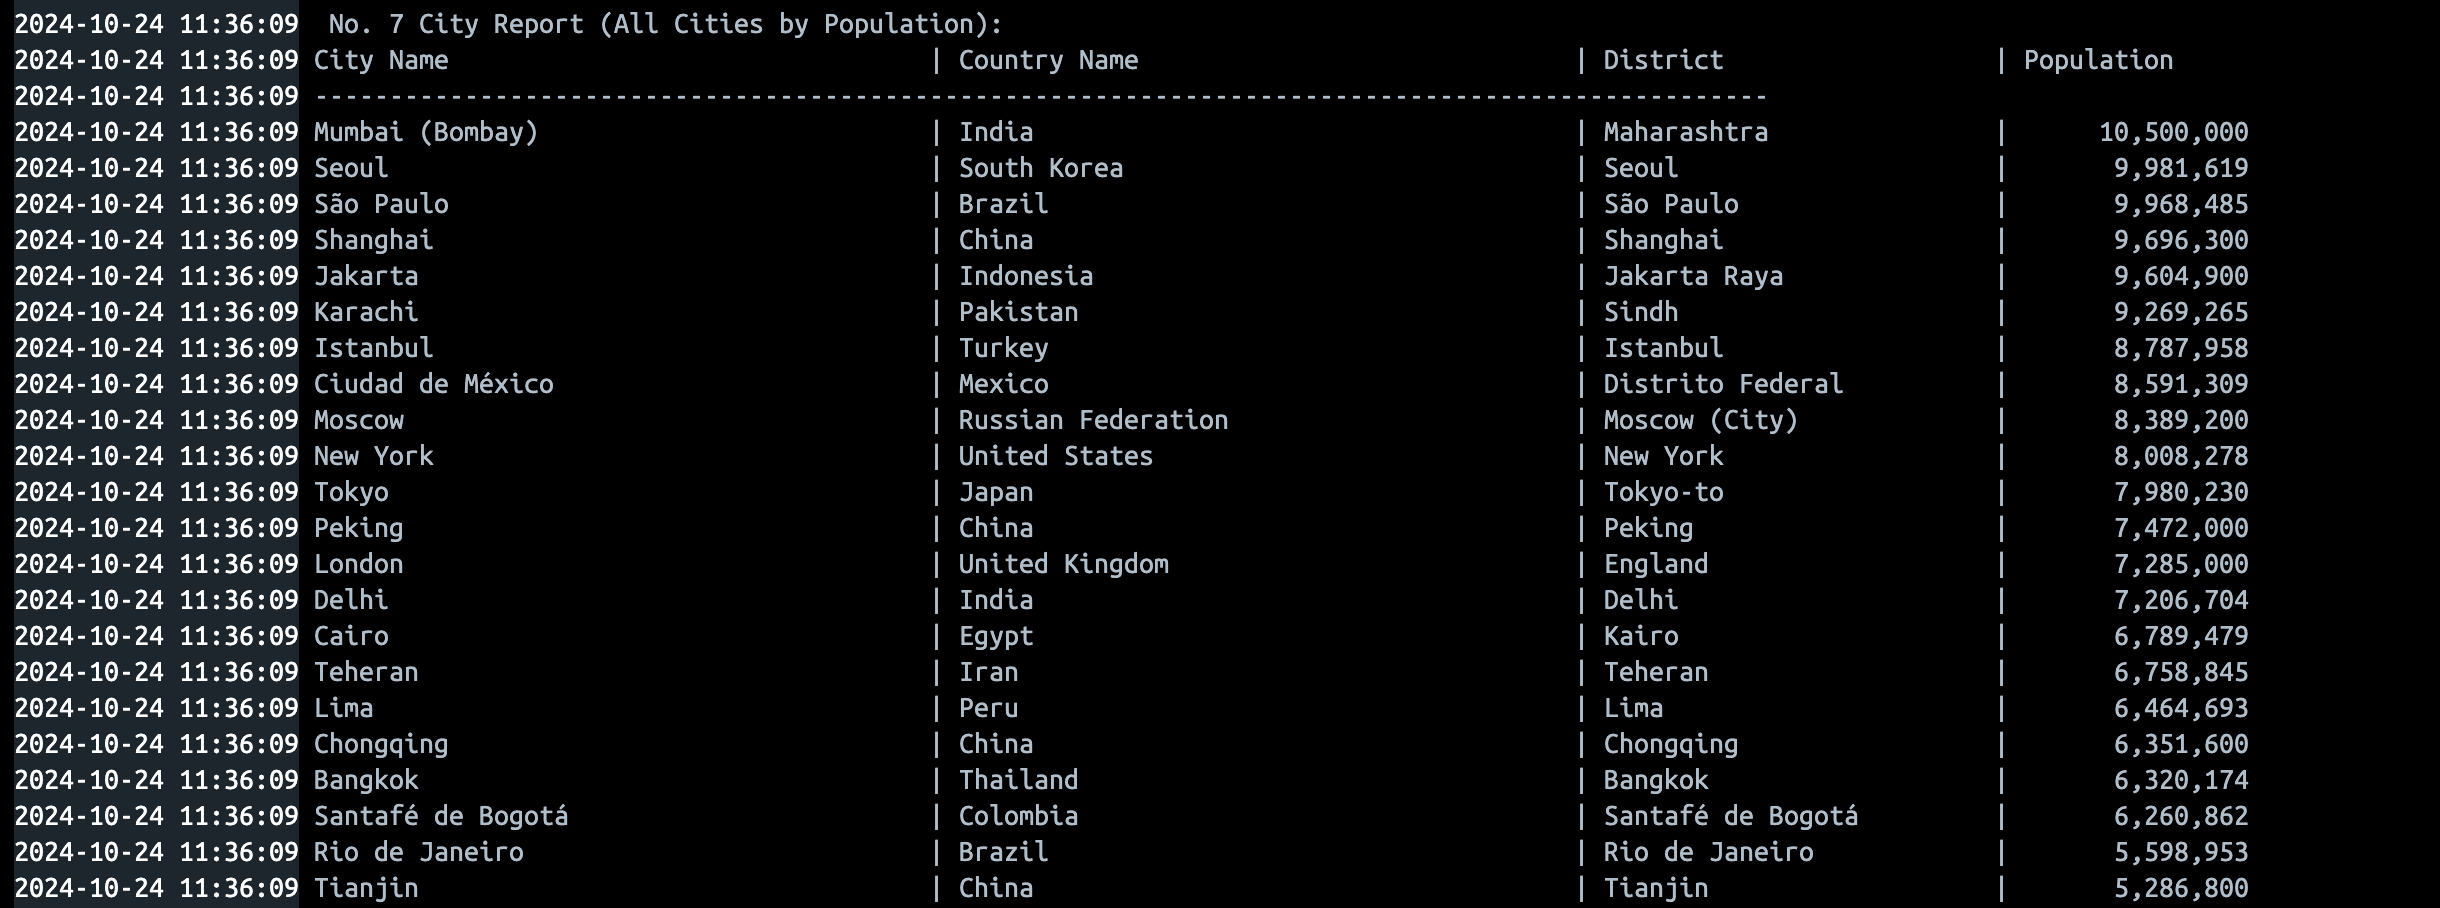 2024-10-24 11:36:09 No. 7 City Report (All Cities by Population):
2024-10-24 11:36:09 City Name | Country Name | District | Population
2024-10-24 11:36:09 -------------------------------------------------------------------------------------------------
2024-10-24 11:36:09 Mumbai (Bombay) | India | Maharashtra | 10,500,000
2024-10-24 11:36:09 Seoul | South Korea | Seoul | 9,981,619
2024-10-24 11:36:09 São Paulo | Brazil | São Paulo | 9,968,485
2024-10-24 11:36:09 Shanghai | China | Shanghai | 9,696,300
2024-10-24 11:36:09 Jakarta | Indonesia | Jakarta Raya | 9,604,900
2024-10-24 11:36:09 Karachi | Pakistan | Sindh | 9,269,265
2024-10-24 11:36:09 Istanbul | Turkey | Istanbul | 8,787,958
2024-10-24 11:36:09 Ciudad de México | Mexico | Distrito Federal | 8,591,309
2024-10-24 11:36:09 Moscow | Russian Federation | Moscow (City) | 8,389,200
2024-10-24 11:36:09 New York | United States | New York | 8,008,278
2024-10-24 11:36:09 Tokyo | Japan | Tokyo-to | 7,980,230
2024-10-24 11:36:09 Peking | China | Peking | 7,472,000
2024-10-24 11:36:09 London | United Kingdom | England | 7,285,000
2024-10-24 11:36:09 Delhi | India | Delhi | 7,206,704
2024-10-24 11:36:09 Cairo | Egypt | Kairo | 6,789,479
2024-10-24 11:36:09 Teheran | Iran | Teheran | 6,758,845
2024-10-24 11:36:09 Lima | Peru | Lima | 6,464,693
2024-10-24 11:36:09 Chongqing | China | Chongqing | 6,351,600
2024-10-24 11:36:09 Bangkok | Thailand | Bangkok | 6,320,174
2024-10-24 11:36:09 Santafé de Bogotá | Colombia | Santafé de Bogotá | 6,260,862
2024-10-24 11:36:09 Rio de Janeiro | Brazil | Rio de Janeiro | 5,598,953
2024-10-24 11:36:09 Tianjin | China | Tianjin | 5,286,800